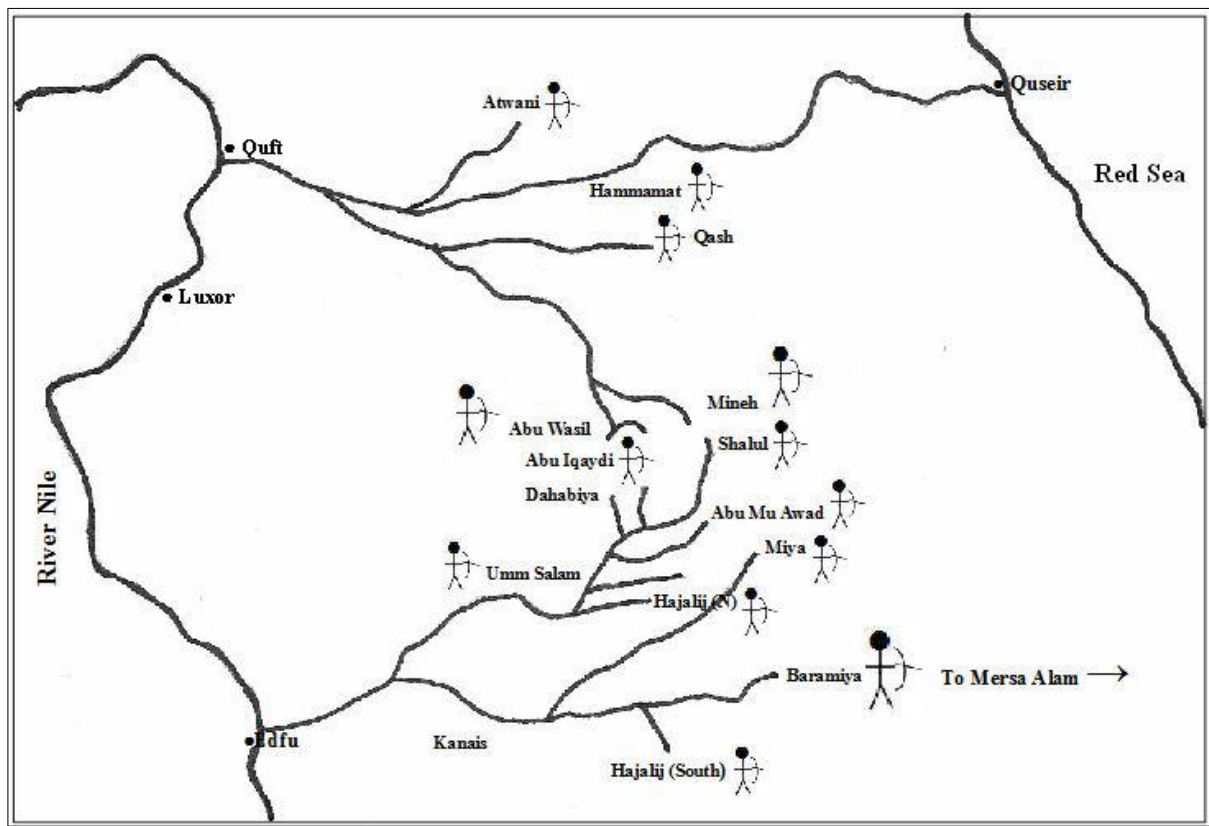 Quseir
Atwani
Quft
Red Sea
Hammamat
Qash
Luxor
Mineh
Abu Wasil
Shalul
Abu Iqaydi
Dahabiya
Abu Mu Awad
River Nile
Miya
Umm Salam
Hajalij (N)
Baramiya
To Mersa Alam
Edfu
Kanais
Hajalij (South)